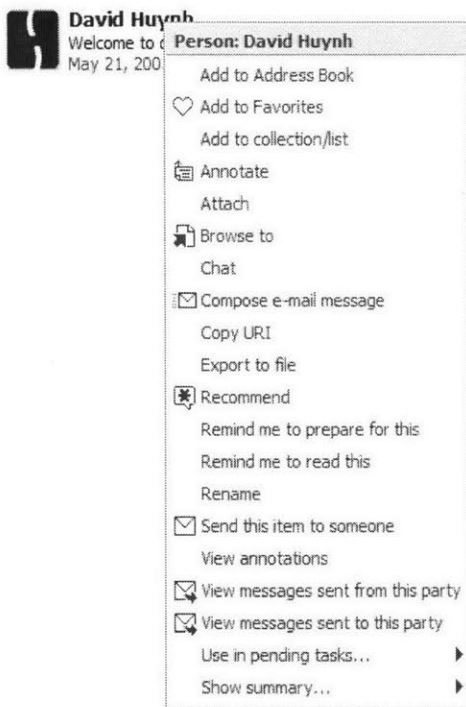 David Huynh
Welcome to
May 21, 200
Person: David Huynh
Add to Address Book
Add to Favorites
Add to collection/list
Annotate
Attach
Browse to
Chat
Compose e-mail message
Copy URI
Export to file
Recommend
Remind me to prepare for this
Remind me to read this
Rename
Send this item to someone
View annotations
View messages sent from this party
View messages sent to this party
Use in pending tasks...
Show summary...